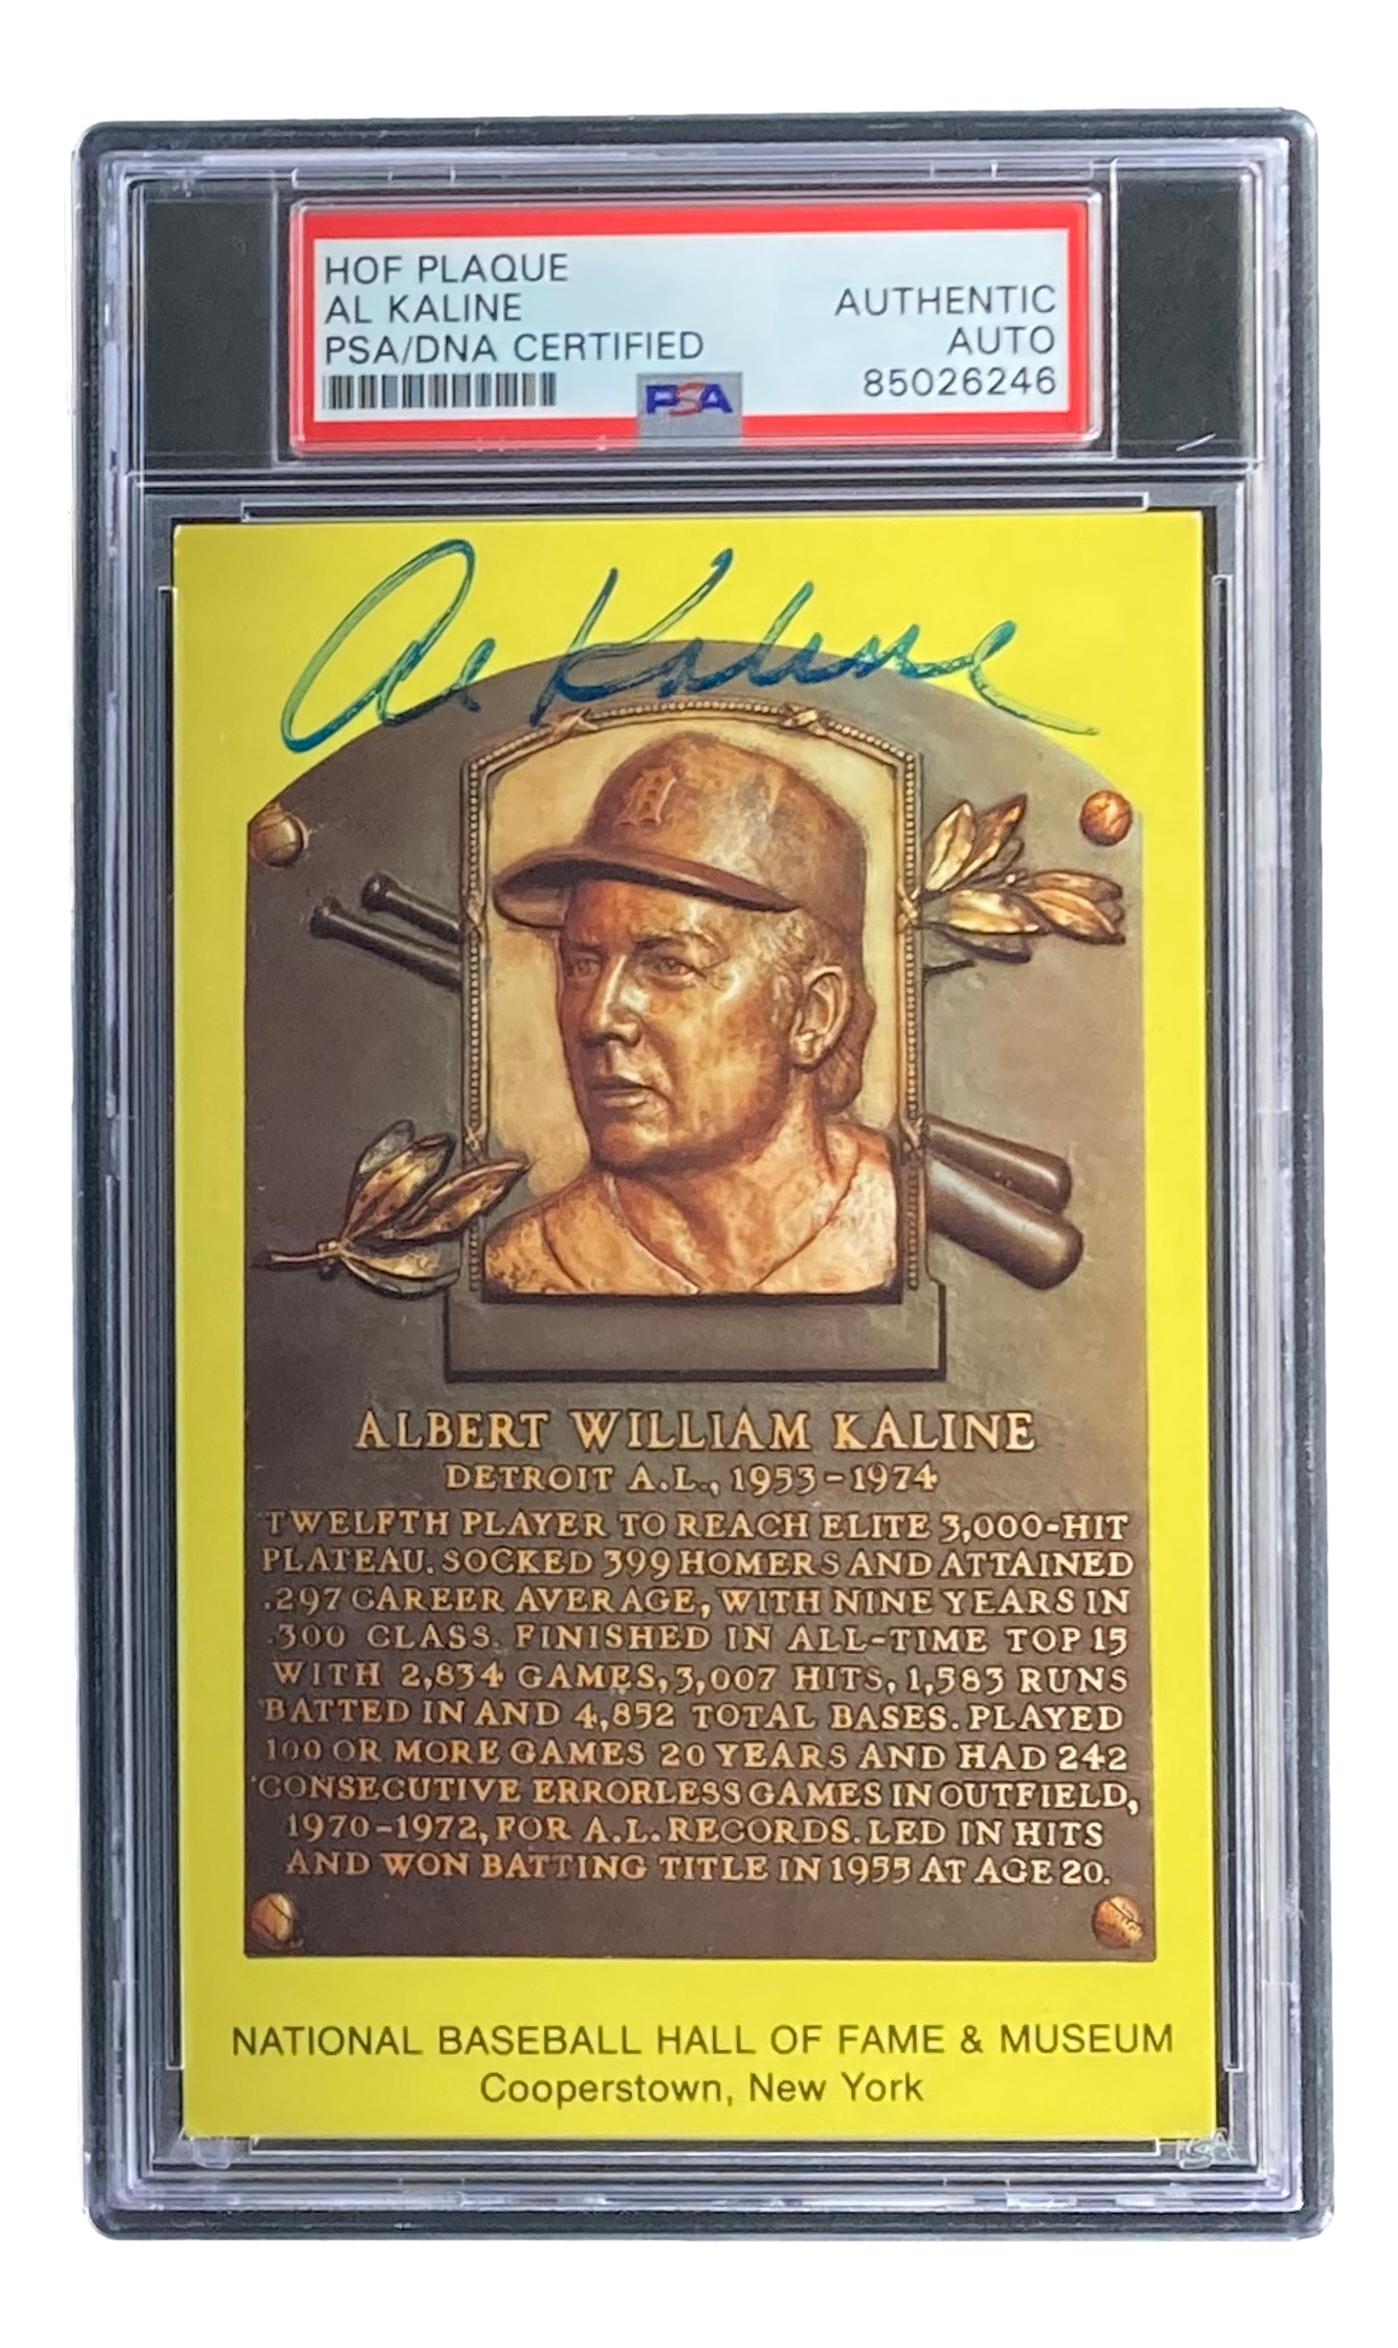 HOF PLAQUE
AL KALINE
PSA/DNA CERTIFIED
AUTHENTIC
AUTO
85026246
PSA
Al Kaline
D
ALBERT WILLIAM KALINE
DETROIT A.L., 1953-1974
TWELFTH PLAYER TO REACH ELITE 3,000-HIT
PLATEAU. SOCKED 399 HOMERS AND ATTAINED
.297 CAREER AVERAGE, WITH NINE YEARS IN
.300 CLASS. FINISHED IN ALL-TIME TOP 15
WITH 2,834 GAMES, 3,007 HITS, 1,583 RUNS
BATTED IN AND 4,852 TOTAL BASES. PLAYED
100 OR MORE GAMES 20 YEARS AND HAD 242
CONSECUTIVE ERRORLESS GAMES IN OUTFIELD,
1970-1972, FOR A.L. RECORDS. LED IN HITS
AND WON BATTING TITLE IN 1955 AT AGE 20.
NATIONAL BASEBALL HALL OF FAME & MUSEUM
Cooperstown, New York
PSA